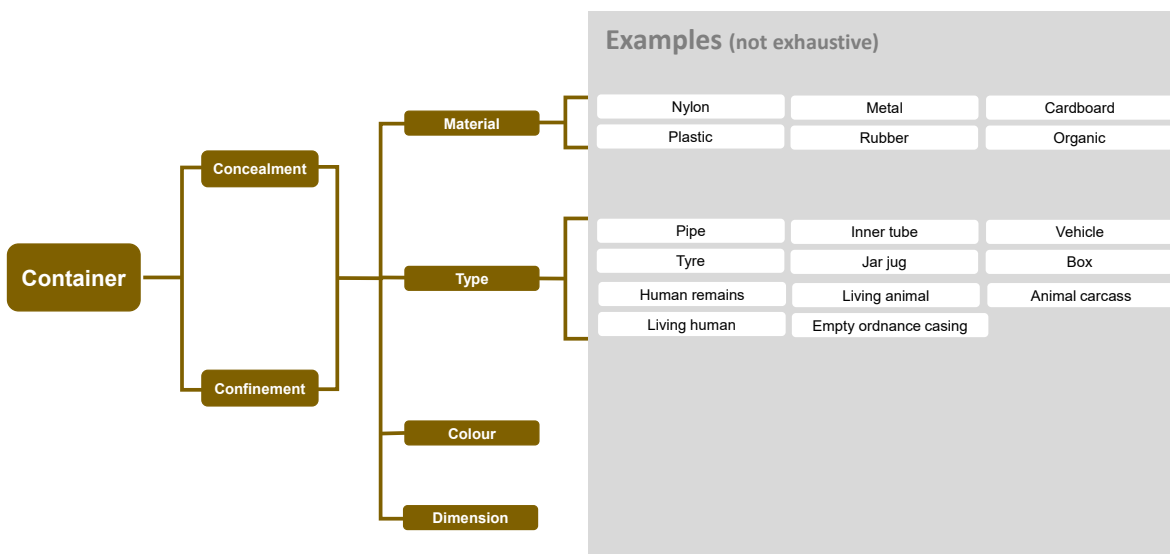 Examples (not exhaustive)
Material
Nylon
Metal
Cardboard
Plastic
Rubber
Organic
Concealment
Container
Type
Pipe
Inner tube
Vehicle
Tyre
Jar jug
Box
Human remains
Living animal
Animal carcass
Living human
Empty ordnance casing
Confinement
Colour
Dimension